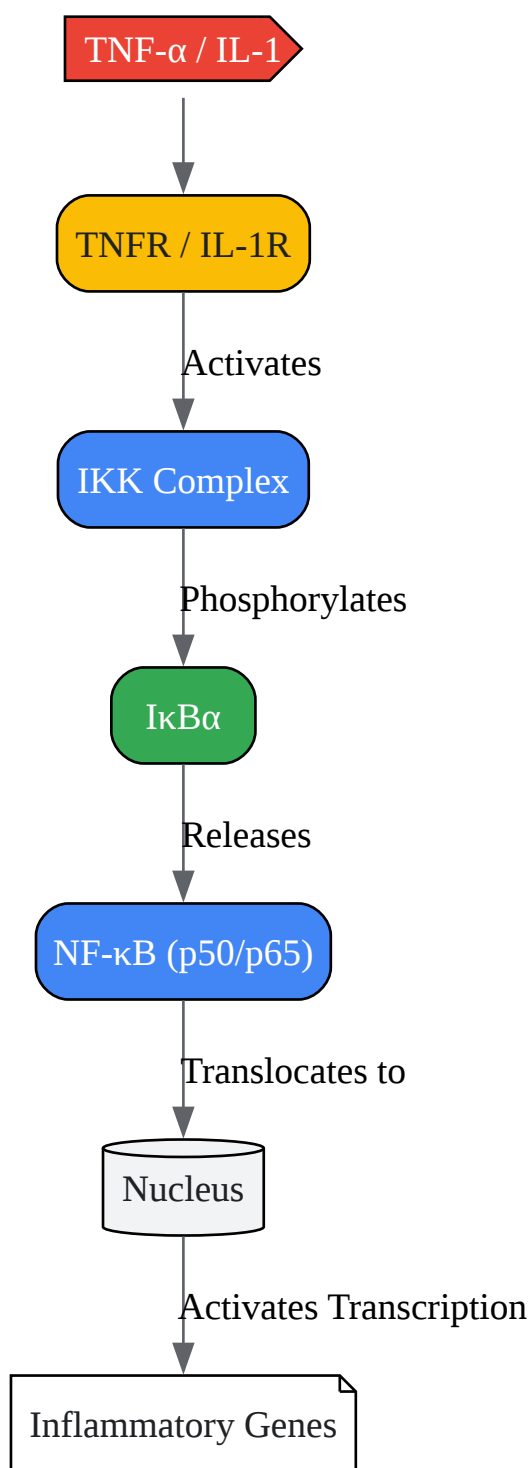 TNF-α / IL-1
TNFR / IL-1R
Activates
IKK Complex
Phosphorylates
IκBα
Releases
NF-κB (p50/p65)
Translocates to
Nucleus
Activates Transcription
Inflammatory Genes